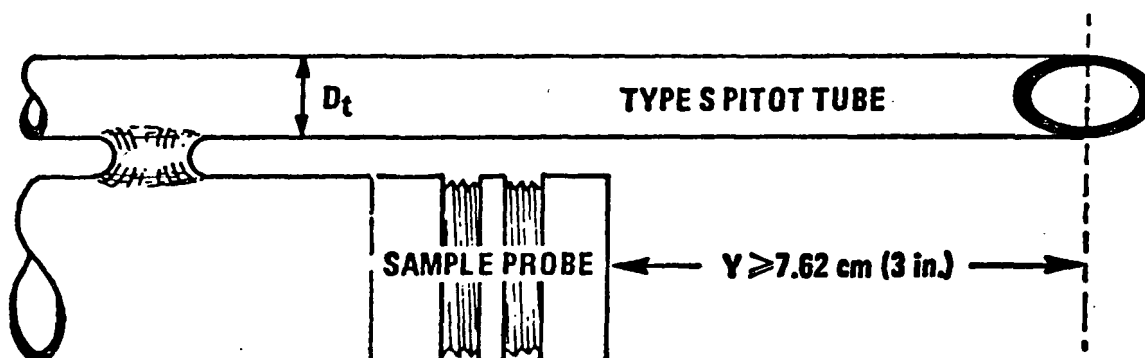 Dt
TYPE S PITOT TUBE
SAMPLE PROBE
Y ⩾ 7.62 cm (3 in.)